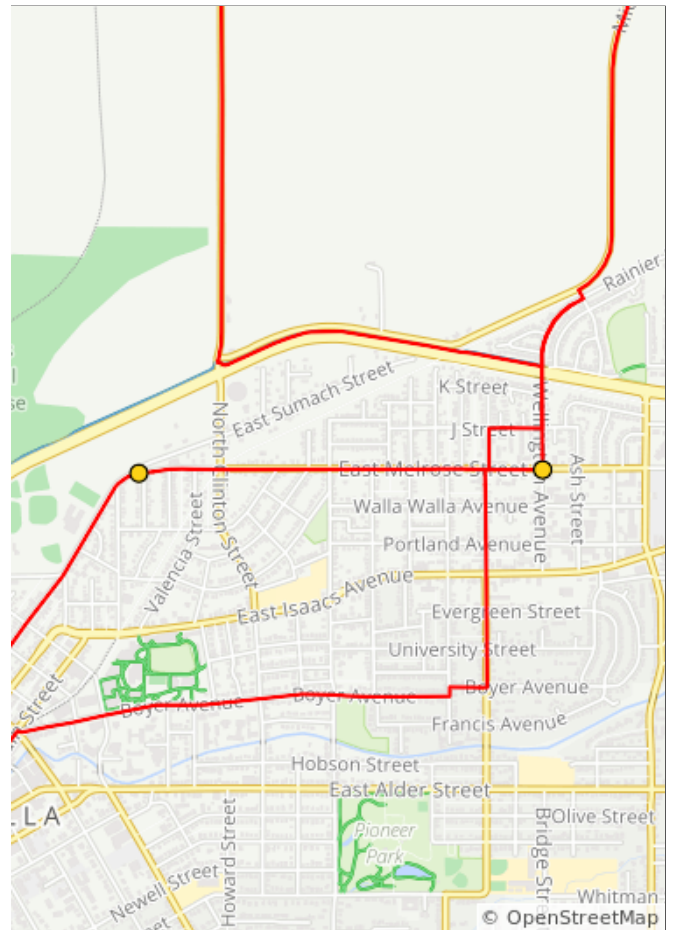 Rainier
East Sumach Street
K Street
J Street
East Melrose Street
Ash Street
North Clinton Street
Valencia Street
Walla Walla Avenue
Portland Avenue
East Isaacs Avenue
Evergreen Street
University Street
Boyer Avenue
Boyer Avenue
Boyer Avenue
Francis Avenue
Hobson Street
East Alder Street
Olive Street
LLA
Howard Street
Pioneer
Park
Newell Street
Whitman
© OpenStreetMap